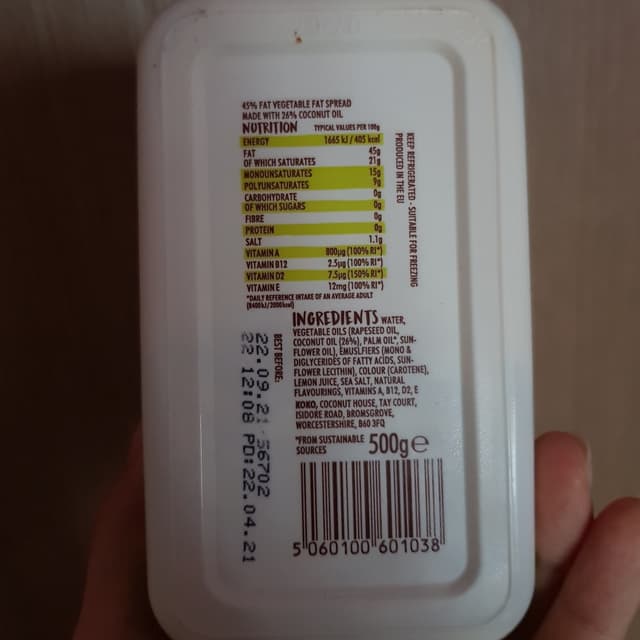 45% FAT VEGETABLE FAT SPREAD
MADE WITH 26% COCONUT OIL
NUTRITION TYPICAL VALUES PER 100g
ENERGY 1665 kJ / 405 kcal
FAT 45g
OF WHICH SATURATES 21g
MONOUNSATURATES 15g
POLYUNSATURATES 9g
CARBOHYDRATE 0g
OF WHICH SUGARS 0g
FIBRE 0g
PROTEIN 0g
SALT 1.1g
VITAMIN A 800µg (100% RI*)
VITAMIN B12 2.5µg (100% RI*)
VITAMIN D2 7.5µg (150% RI*)
VITAMIN E 12mg (100% RI*)
*DAILY REFERENCE INTAKE OF AN AVERAGE ADULT
(8400kJ/2000kcal)
KEEP REFRIGERATED - SUITABLE FOR FREEZING
PRODUCED IN THE EU
INGREDIENTS WATER,
VEGETABLE OILS (RAPESEED OIL,
COCONUT OIL (26%), PALM OIL*, SUN-
FLOWER OIL), EMULSIFIERS (MONO &
DIGLYCERIDES OF FATTY ACIDS, SUN-
FLOWER LECITHIN), COLOUR (CAROTENE),
LEMON JUICE, SEA SALT, NATURAL
FLAVOURINGS, VITAMINS A, B12, D2, E
KOKO, COCONUT HOUSE, TAY COURT,
ISIDORE ROAD, BROMSGROVE,
WORCESTERSHIRE, B60 3FQ
*FROM SUSTAINABLE
SOURCES
500g e
BEST BEFORE:
22.09.21 56702
22 12:08 PD:22.04.21
5 060100 601038